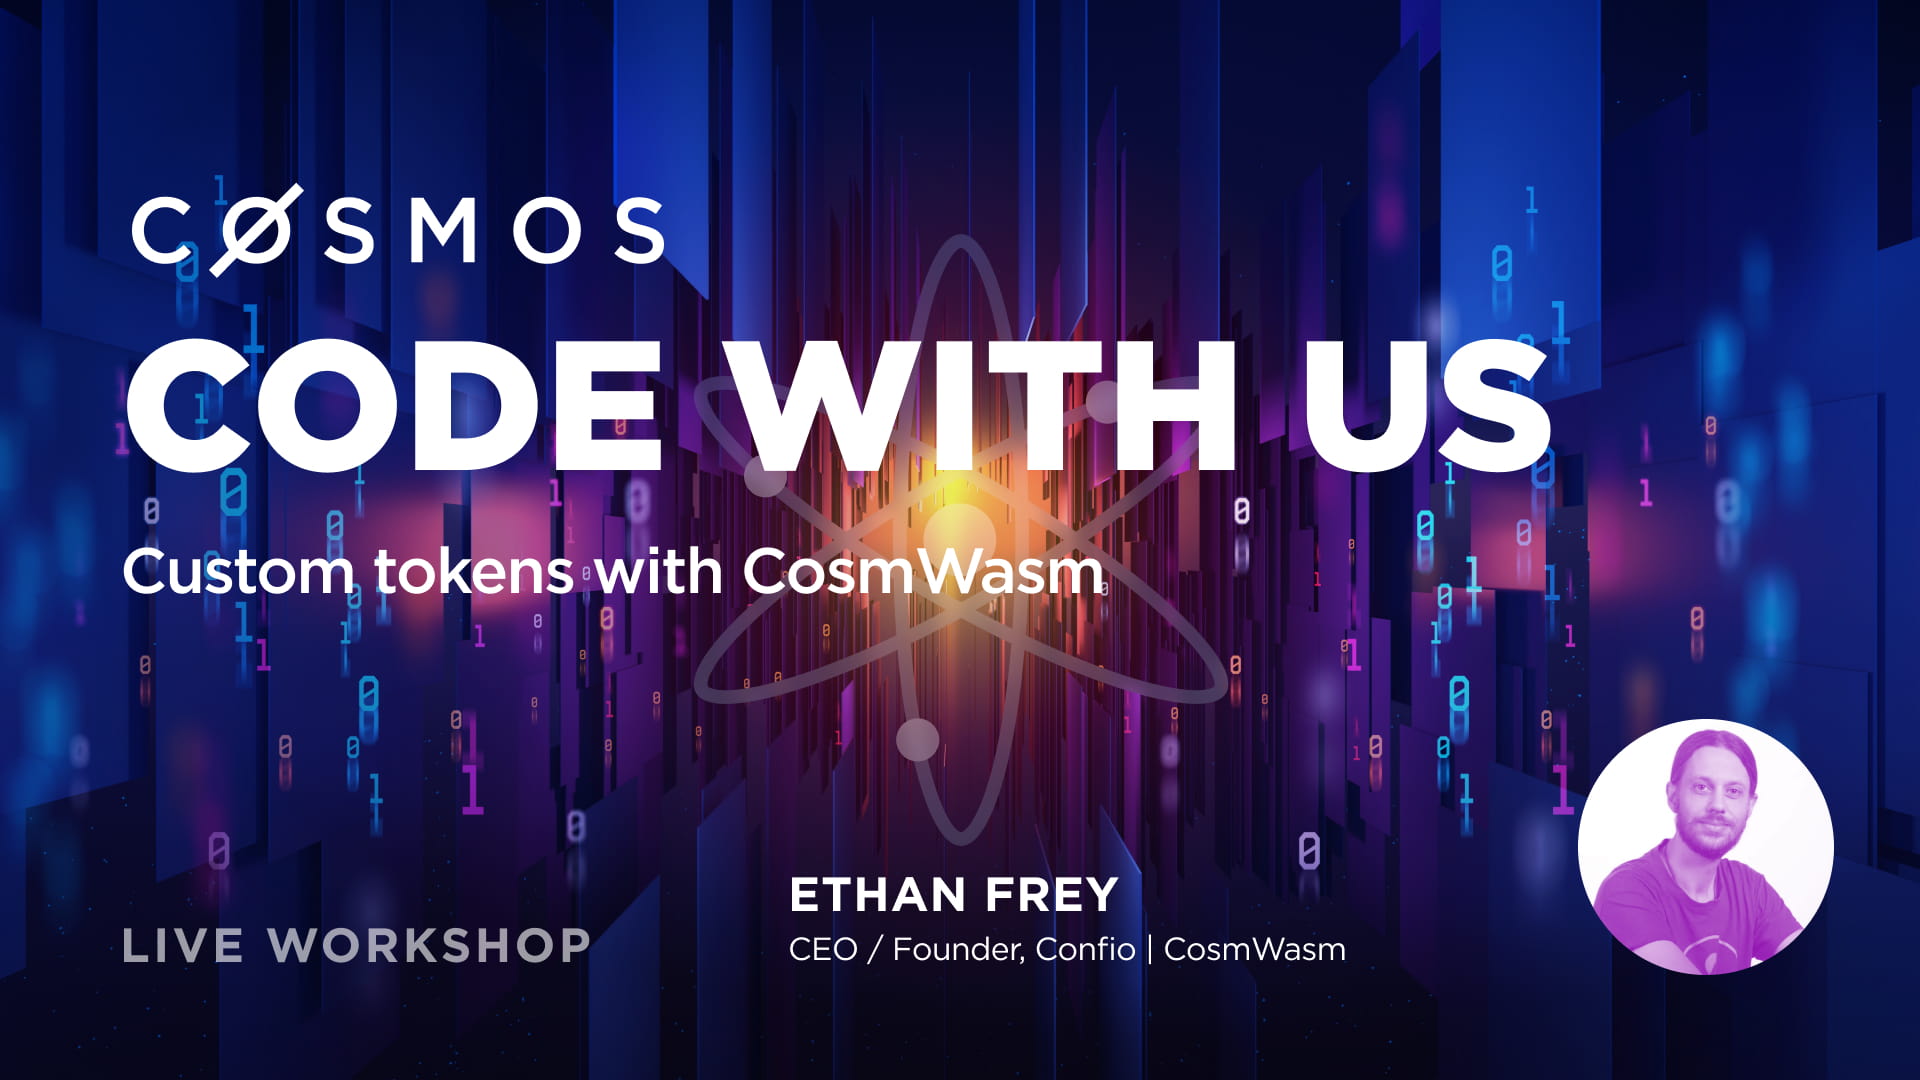 CØSMOS
CODE WITH US
Custom tokens with CosmWasm
ETHAN FREY
CEO / Founder, Confio | CosmWasm
LIVE WORKSHOP